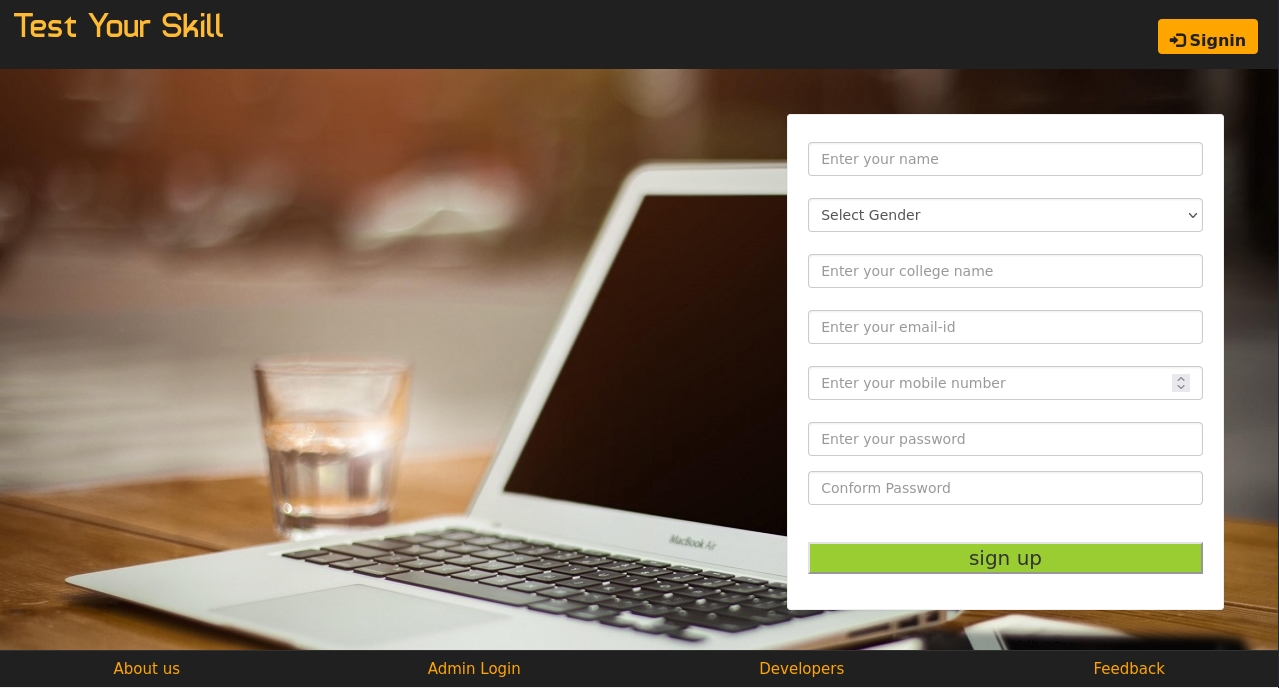 Test Your Skill
Signin
Enter your name
Select Gender
Enter your college name
Enter your email-id
Enter your mobile number
Enter your password
Conform Password
MacBook Air
sign up
About us
Admin Login
Developers
Feedback